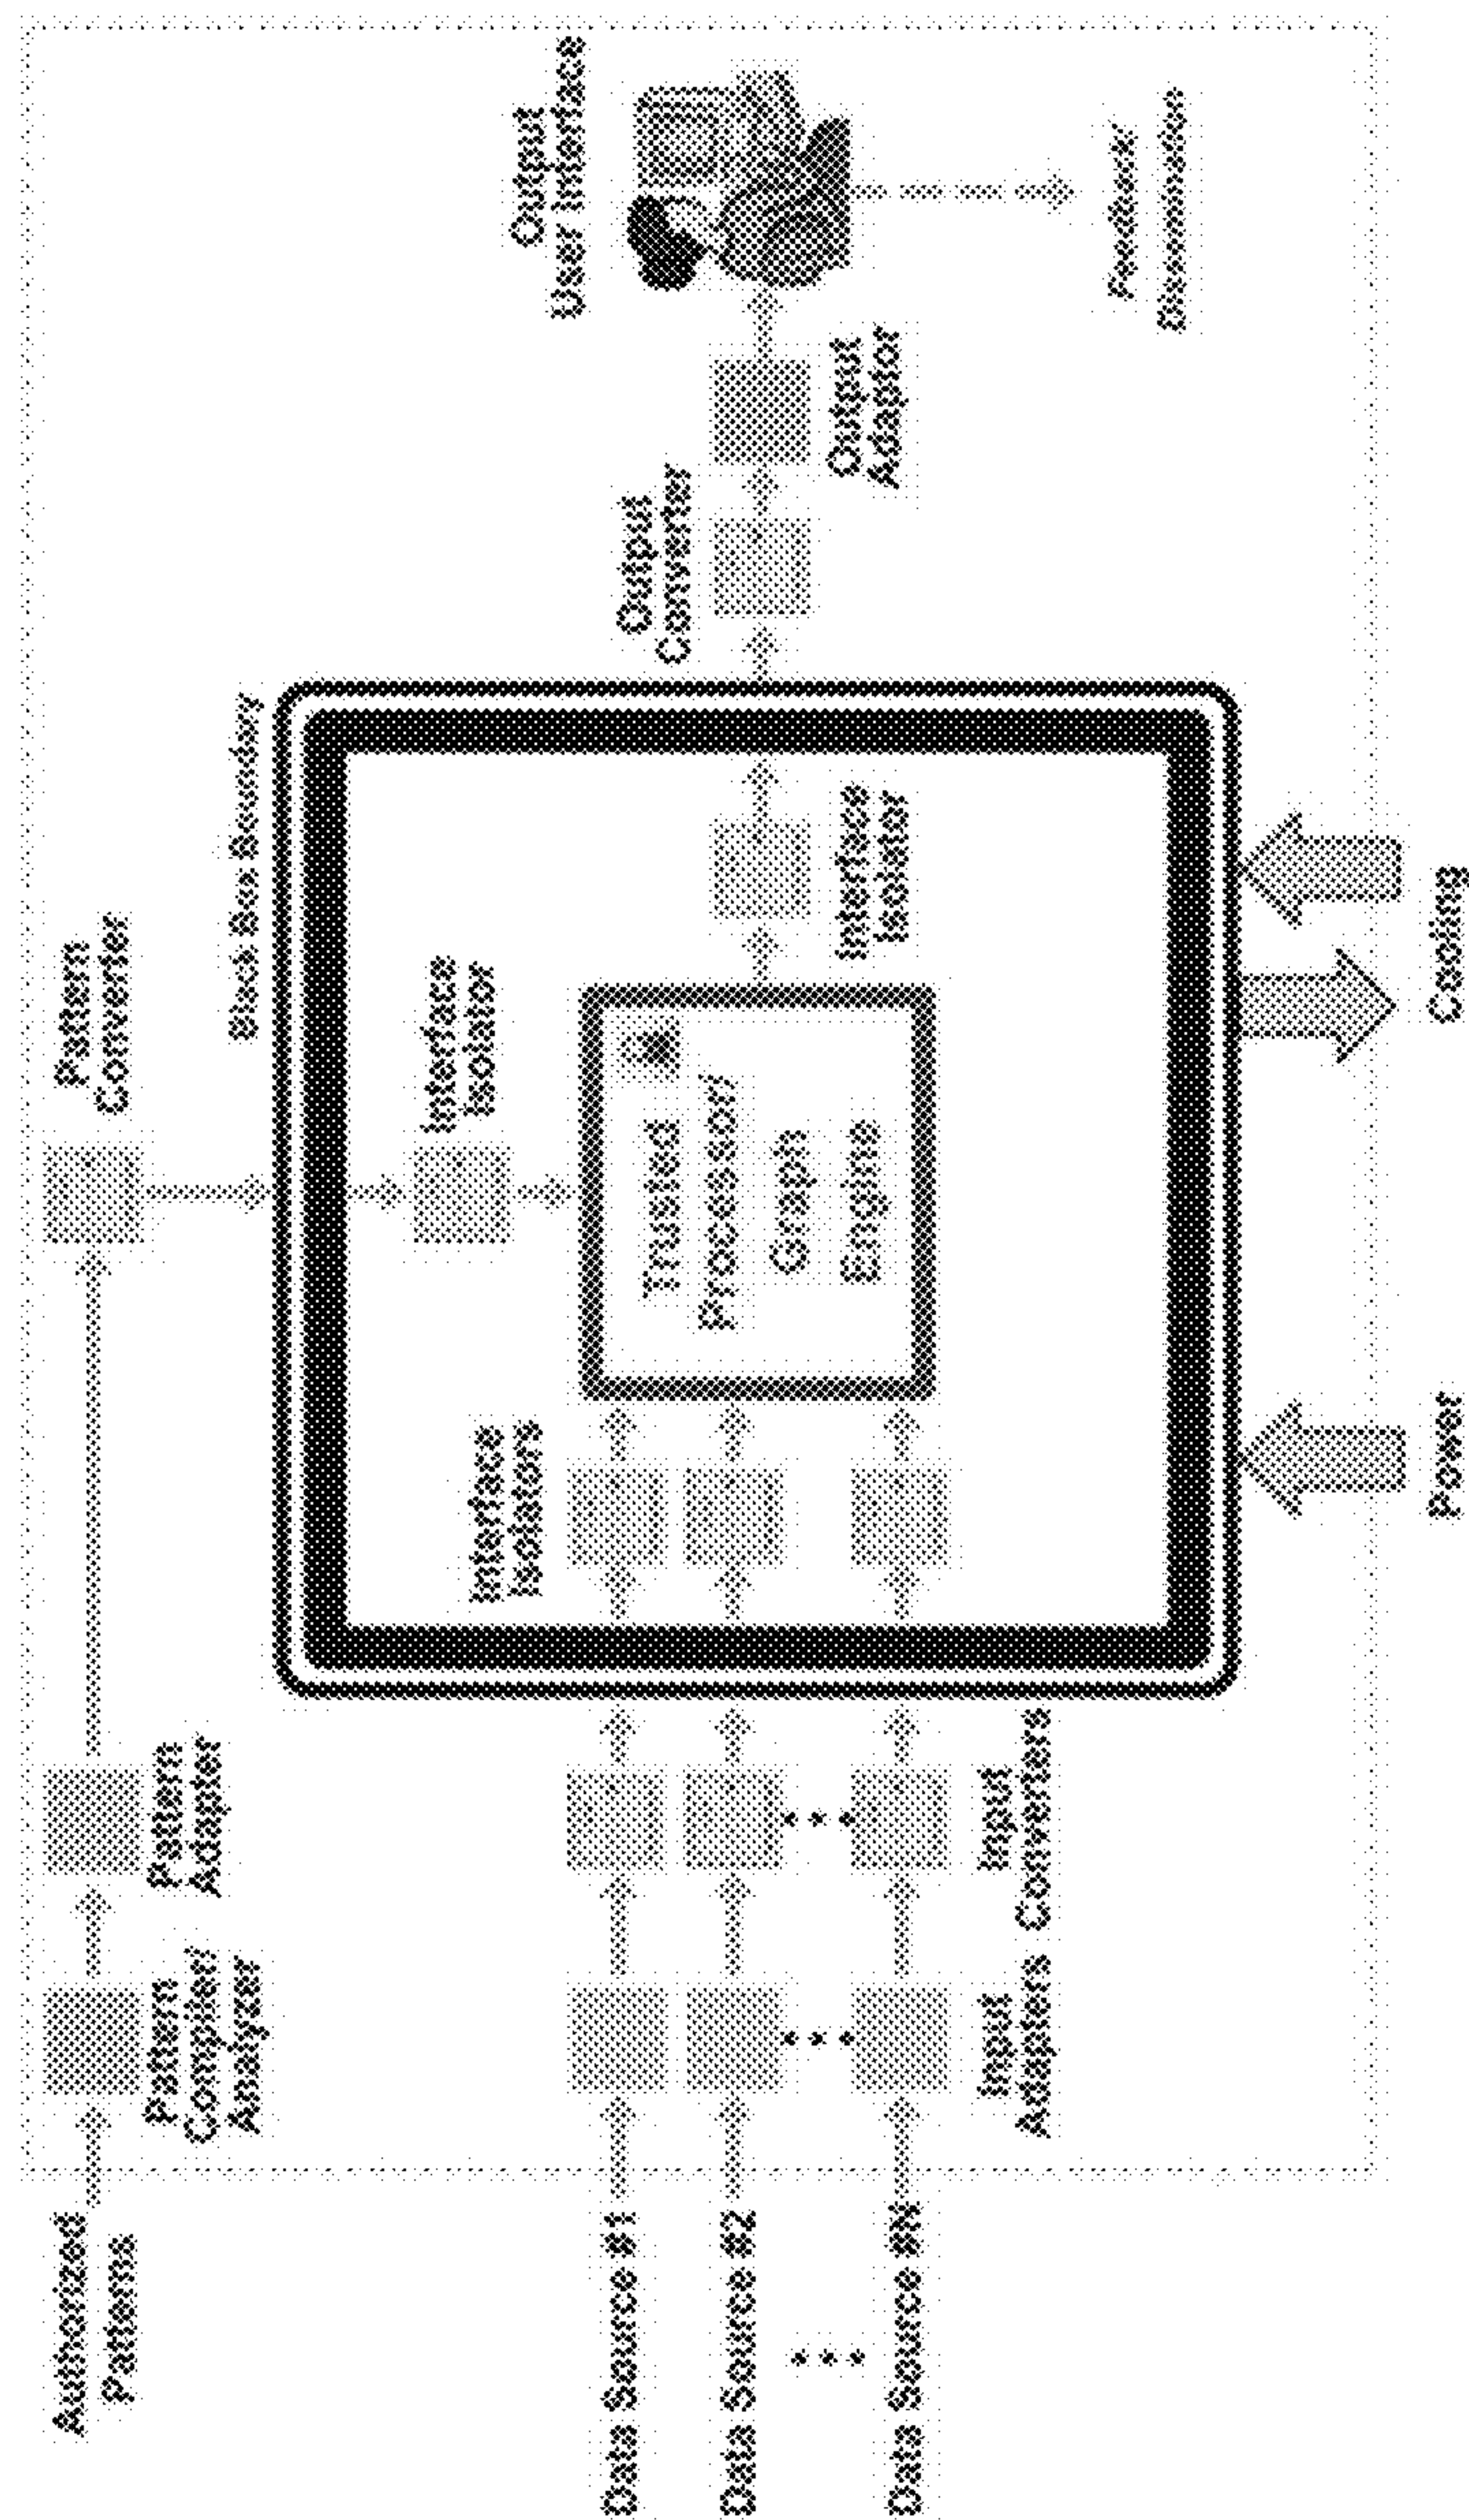 Authorized
Patterns
Pattern
Compiler/
Analyzer
Pattern
Adapter
Pattern
Converter
Black Box Boundary
Interface
Isolator
Output
User Interface
Output
Converter
Output
Adaptor
Analyst
Interface
Isolator
Trusted
Processor/
Graph
Engine
Interface
Isolators
Data Source #1
Data Source #2
Data Source #N
Input
Adapters
Input
Converters
Power
Cooling